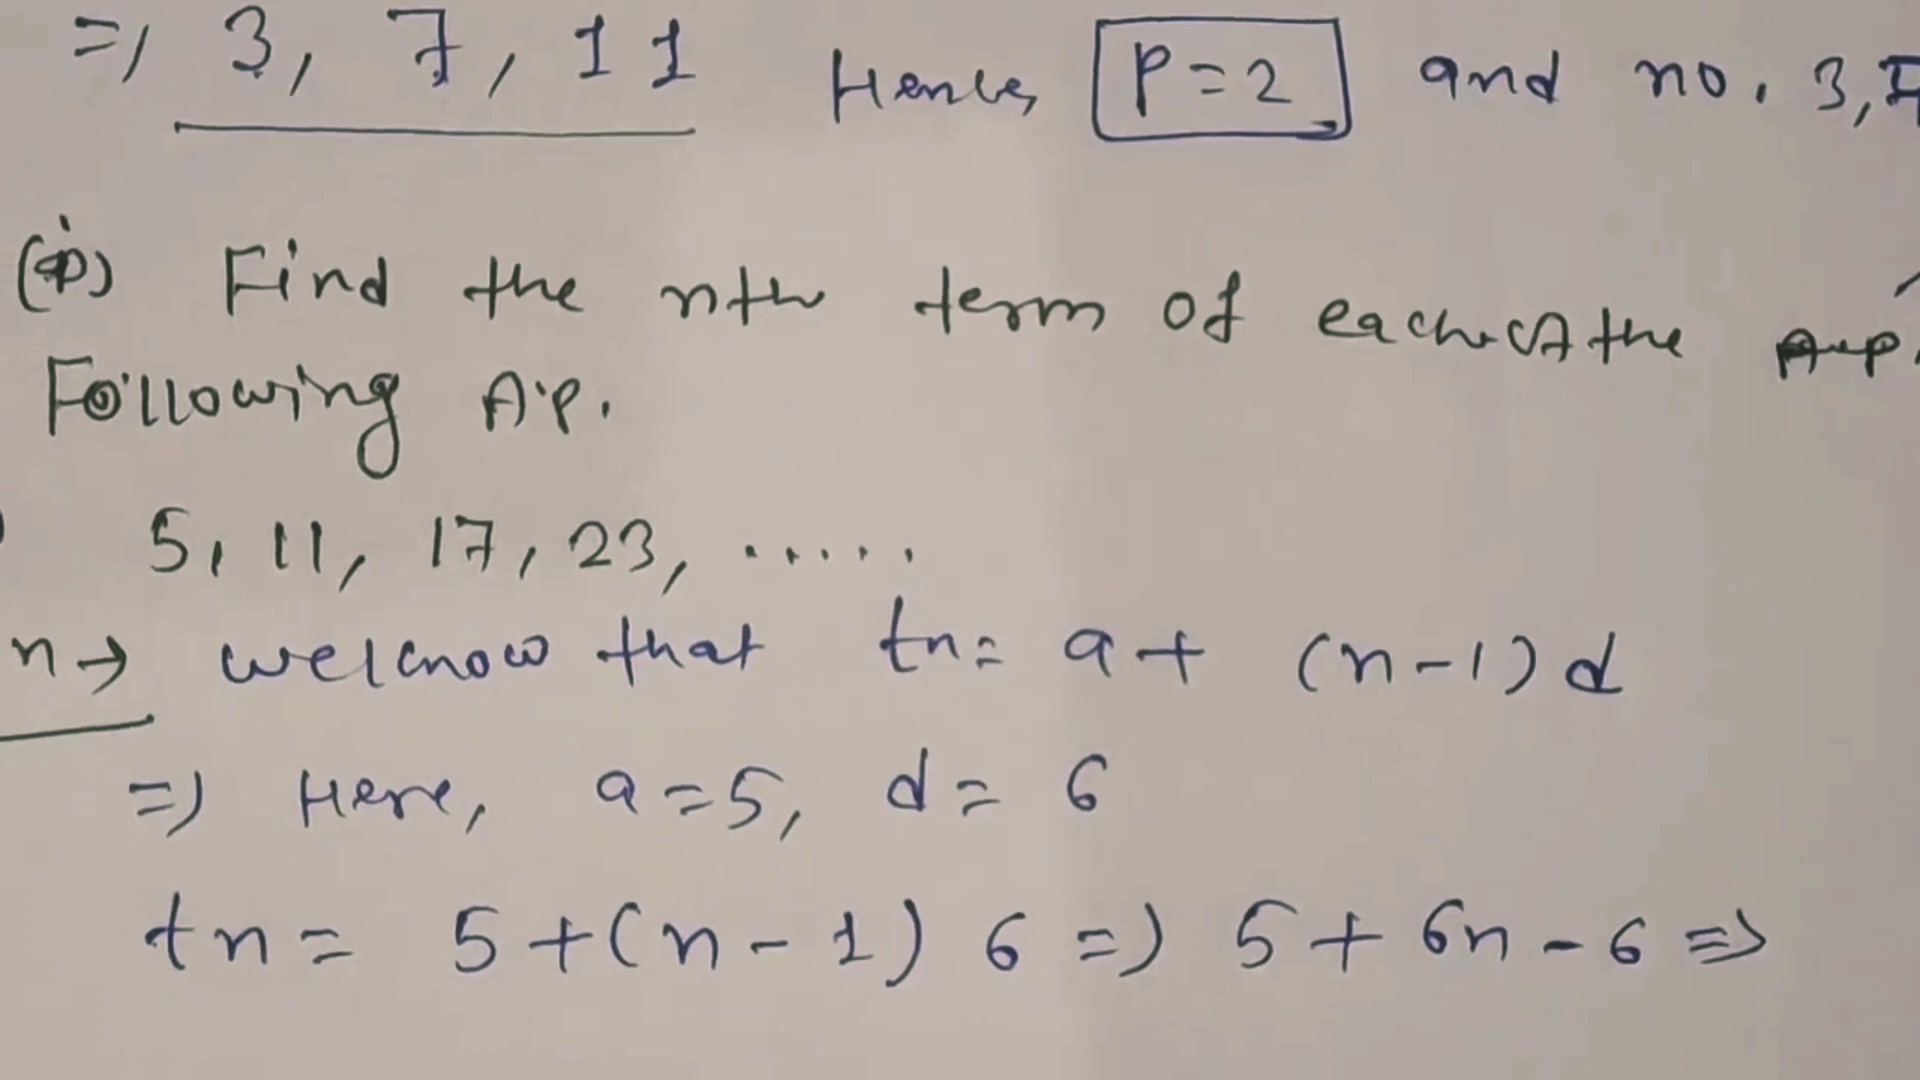 =) 3, 7, 11 Hence, P=2 and no. 3, 7
Find the nth term of each of the
Following A.P.
5, 11, 17, 23, .....
n→ we know that tn= a+ (n-1)d
=) Here, a=5, d= 6
tn= 5+(n-1) 6 =) 5+ 6n-6 =>